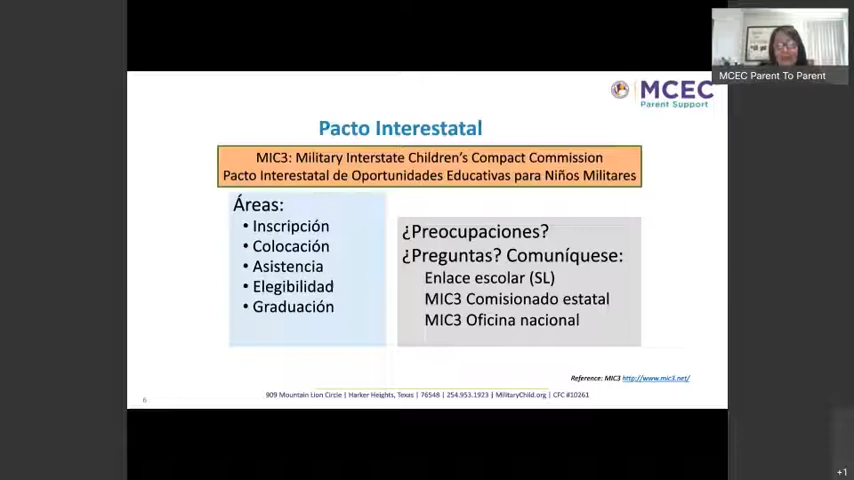 MCEC Parent To Parent
MCEC
Parent Support
Pacto Interestatal
MIC3: Military Interstate Children's Compact Commission
Pacto Interestatal de Oportunidades Educativas para Niños Militares
Áreas:
• Inscripción
• Colocación
• Asistencia
• Elegibilidad
• Graduación
¿Preocupaciones?
¿Preguntas? Comuníquese:
Enlace escolar (SL)
MIC3 Comisionado estatal
MIC3 Oficina nacional
Reference: MIC3 http://www.mic3.net/
909 Mountain Lion Circle | Harker Heights, Texas | 76548 | 254.953.1923 | MilitaryChild.org | CFC #10261
6
+1